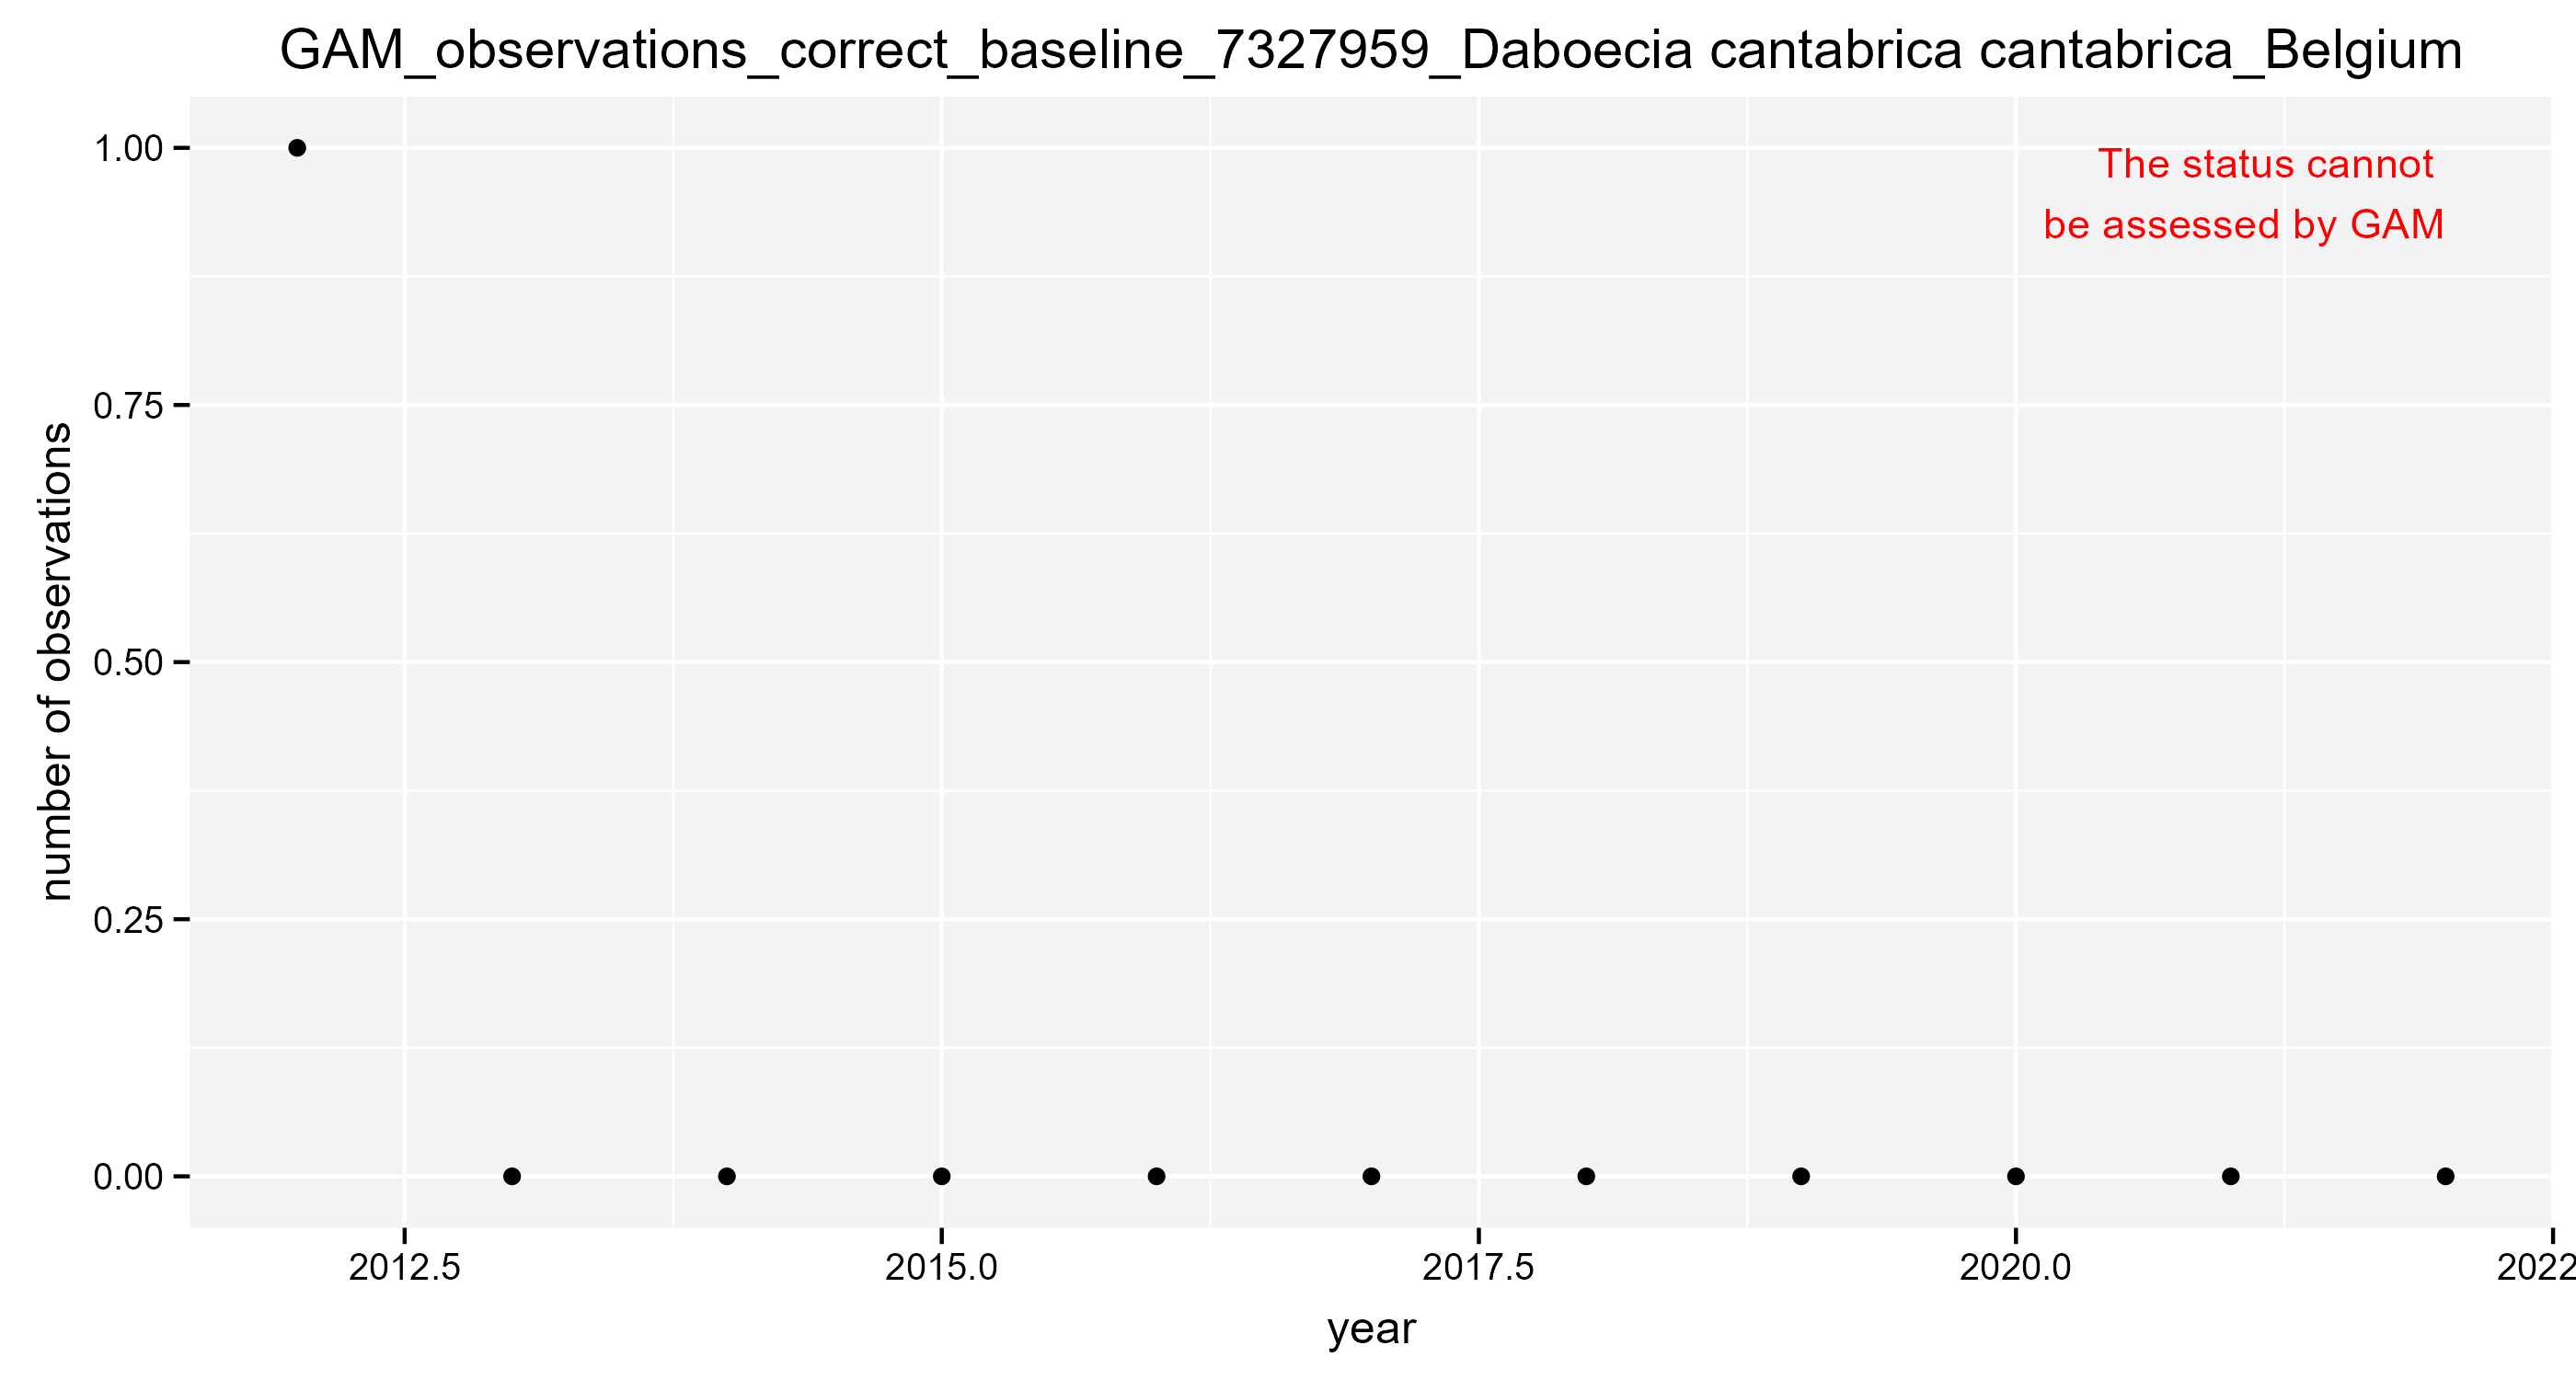 GAM_observations_correct_baseline_7327959_Daboecia cantabrica cantabrica_Belgium
The status cannot
be assessed by GAM
number of observations
1.00
0.75
0.50
0.25
0.00
2012.5
2015.0
2017.5
2020.0
2022
year